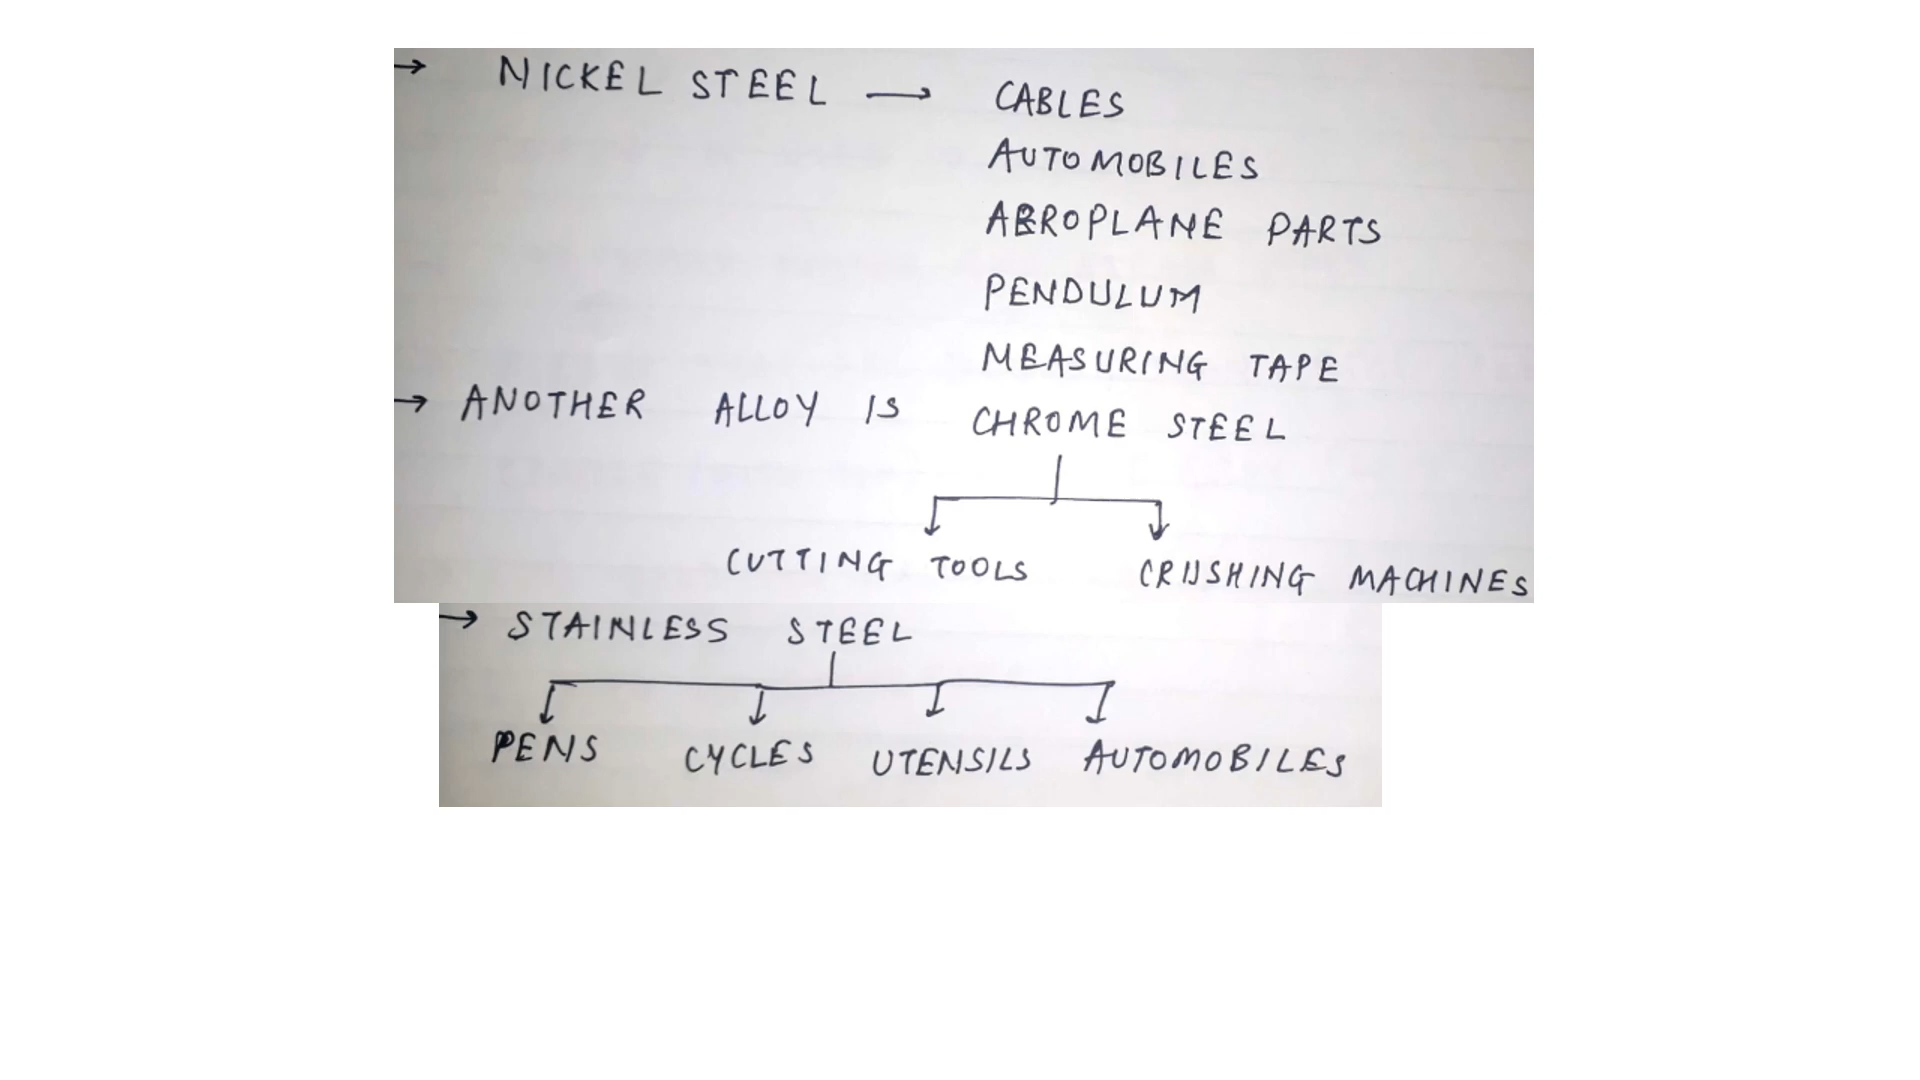 → NICKEL STEEL → CABLES
AUTOMOBILES
AEROPLANE PARTS
PENDULUM
MEASURING TAPE
→ ANOTHER ALLOY IS CHROME STEEL
CUTTING TOOLS CRUSHING MACHINES
→ STAINLESS STEEL
PENS CYCLES UTENSILS AUTOMOBILES